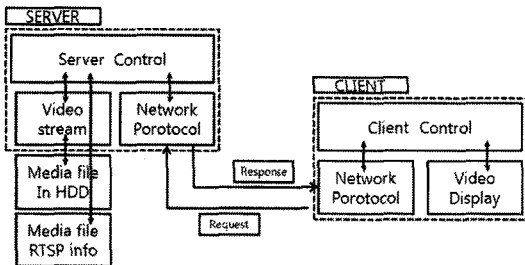 SERVER
Server Control
Video
stream
Network
Porotocol
Media file
In HDD
Media file
RTSP info
Response
Request
CLIENT
Client Control
Network
Porotocol
Video
Display